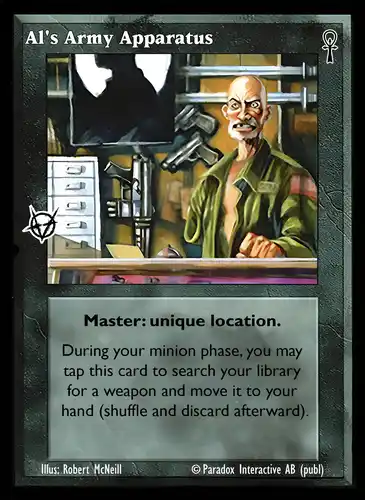 Al's Army Apparatus
Master: unique location.
During your minion phase, you may
tap this card to search your library
for a weapon and move it to your
hand (shuffle and discard afterward).
Illus: Robert McNeill © Paradox Interactive AB (publ)